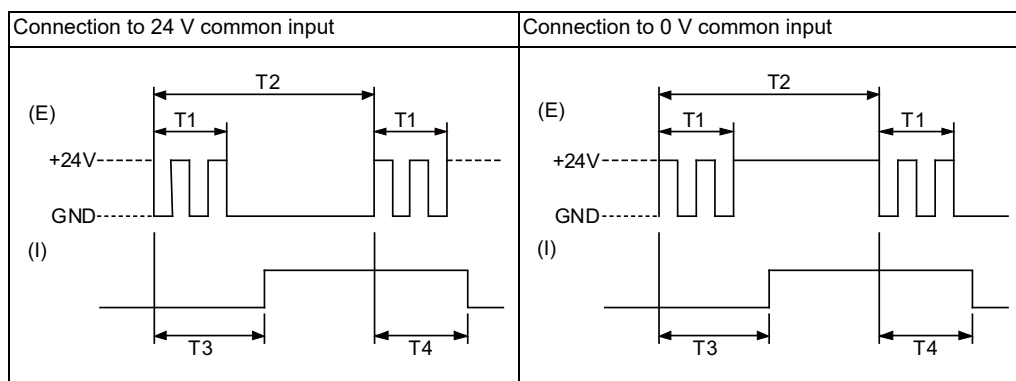 Connection to 24 V common input
Connection to 0 V common input
T2
(E)
T1
T1
+24V
GND
(I)
T3
T4
T2
(E)
T1
T1
+24V
GND
(I)
T3
T4